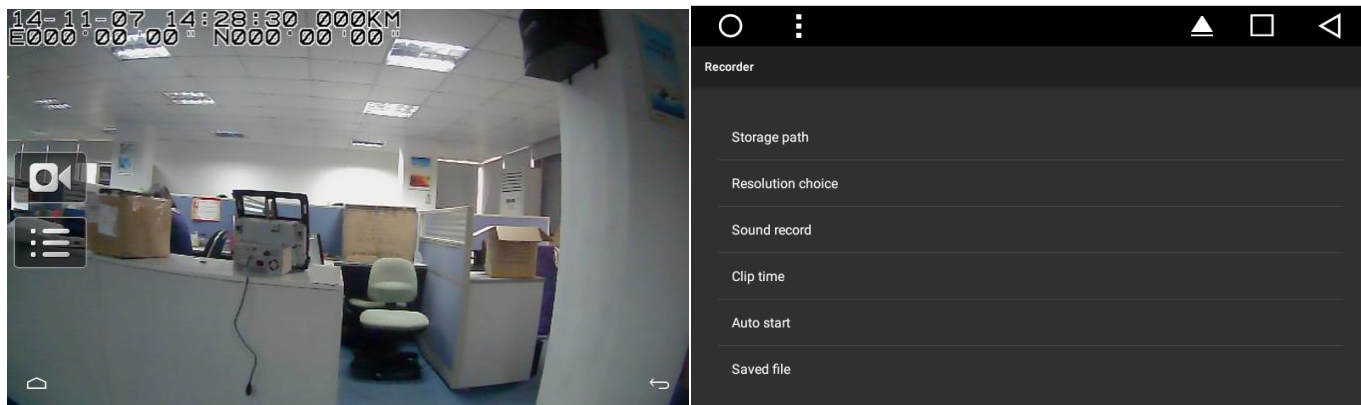 14-11-07 14:28:30 000KM
E000°00'00" N000°00'00"
Recorder
Storage path
Resolution choice
Sound record
Clip time
Auto start
Saved file